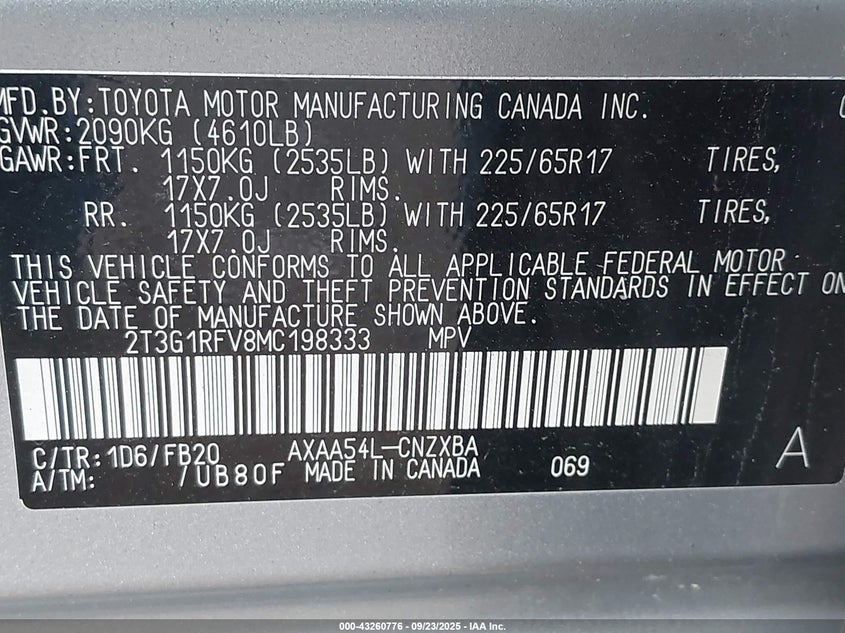 MFD.BY:TOYOTA MOTOR MANUFACTURING CANADA INC.
GVWR:2090KG (4610LB)
GAWR:FRT. 1150KG (2535LB) WITH 225/65R17 TIRES,
17X7.0J RIMS.
RR. 1150KG (2535LB) WITH 225/65R17 TIRES,
17X7.0J RIMS.
THIS VEHICLE CONFORMS TO ALL APPLICABLE FEDERAL MOTOR
VEHICLE SAFETY AND THEFT PREVENTION STANDARDS IN EFFECT ON
THE DATE OF MANUFACTURE SHOWN ABOVE.
2T3G1RFV8MC198333 MPV
C/TR:1D6/FB20 AXAA54L-CNZXBA
A/TM: /UB80F MADE IN CANADA 069 A
000-43260776 - 09/23/2025 - IAA Inc.